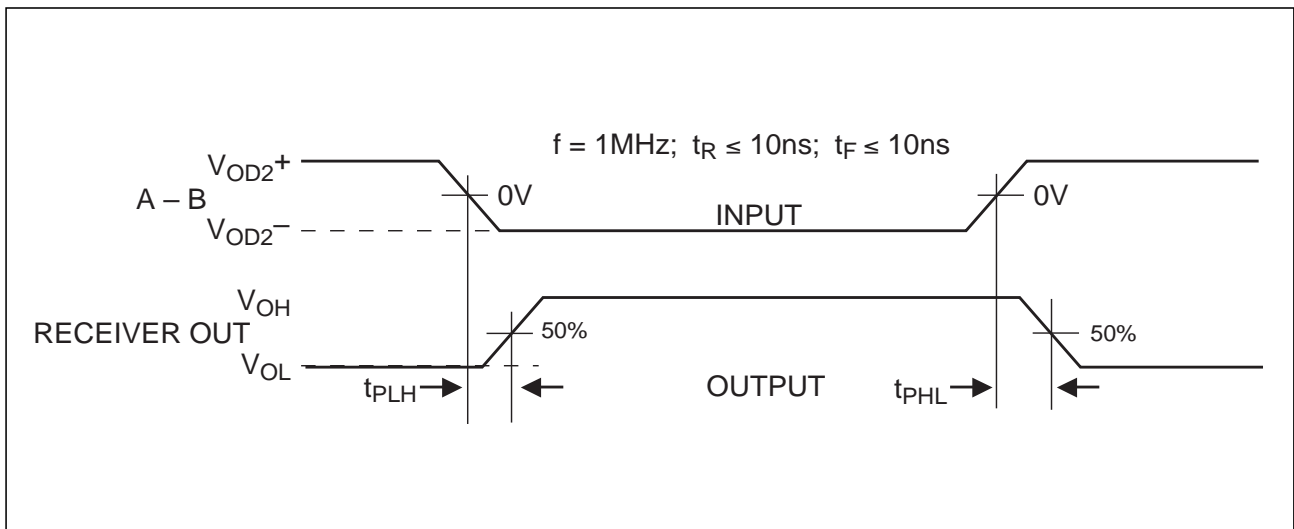 f = 1MHz; tR ≤ 10ns; tF ≤ 10ns
VOD2+
A – B
0V
INPUT
0V
VOD2–
VOH
RECEIVER OUT
50%
50%
VOL
tPLH
OUTPUT
tPHL